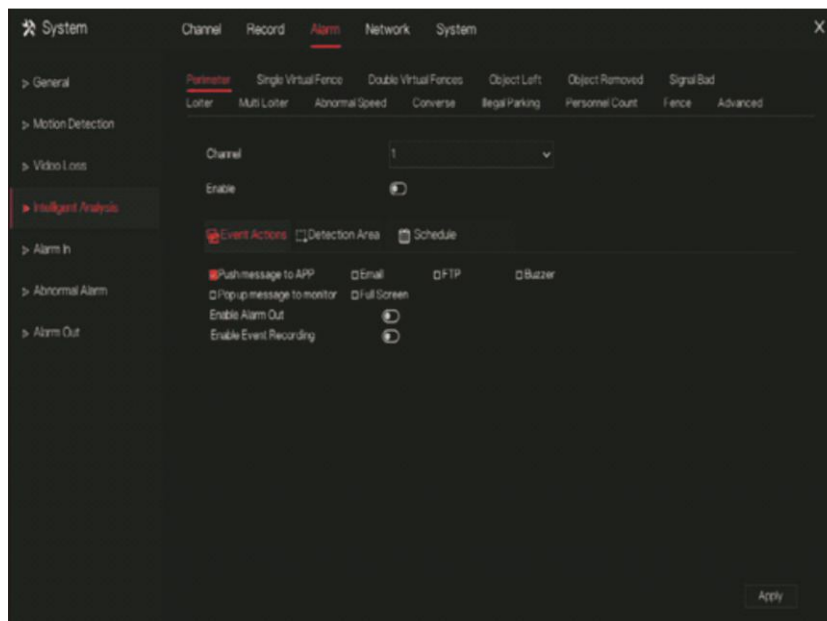 System Channel Record Alarm Network System X
> General
> Motion Detection
> Video Loss
> Intelligent Analysis
> Alarm In
> Abnormal Alarm
> Alarm Out
Perimeter Single Virtual Fence Double Virtual Fences Object Left Object Removed Signal Bad
Loiter Multi Loiter Abnormal Speed Converse Illegal Parking Personnel Count Fence Advanced
Channel 1
Enable
Event Actions Detection Area Schedule
Push message to APP Email FTP Buzzer
Pop up message to monitor Full Screen
Enable Alarm Out
Enable Event Recording
Apply